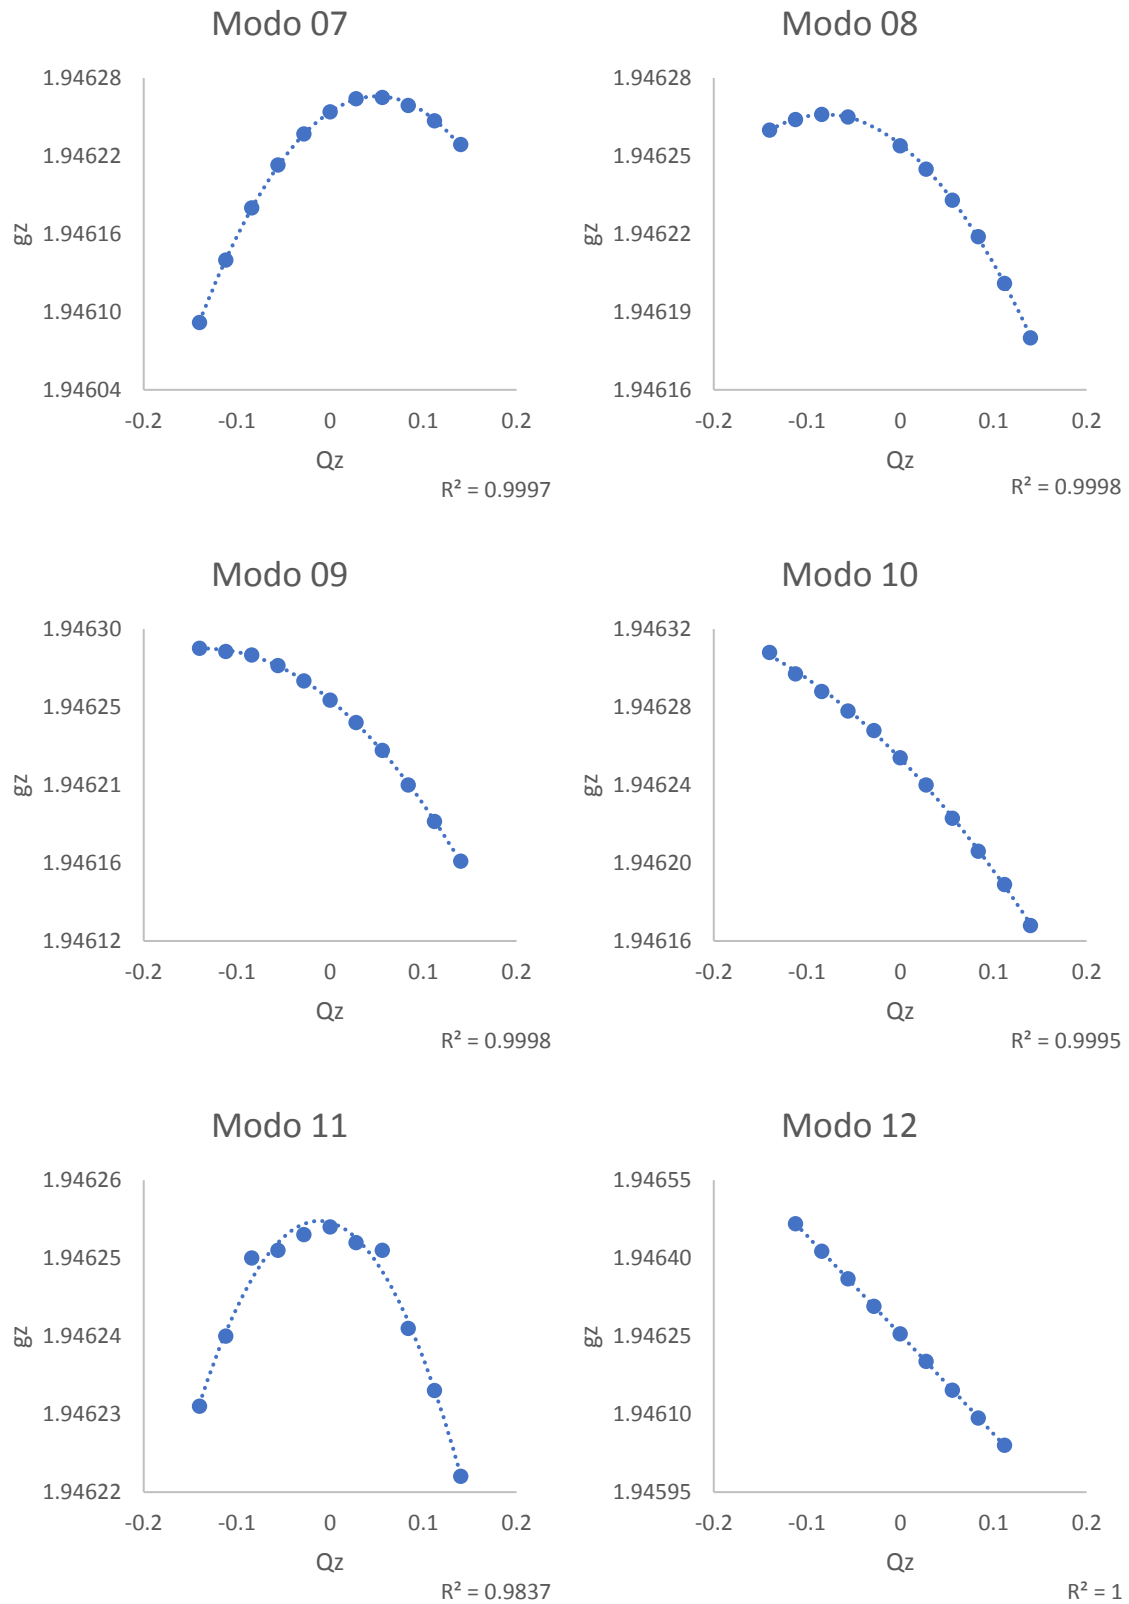 Modo 07
1.94628
1.94622
1.94616
1.94610
1.94604
gz
-0.2 -0.1 0 0.1 0.2
Qz
R² = 0.9997
Modo 08
1.94628
1.94625
1.94622
1.94619
1.94616
gz
-0.2 -0.1 0 0.1 0.2
Qz
R² = 0.9998
Modo 09
1.94630
1.94625
1.94621
1.94616
1.94612
gz
-0.2 -0.1 0 0.1 0.2
Qz
R² = 0.9998
Modo 10
1.94632
1.94628
1.94624
1.94620
1.94616
gz
-0.2 -0.1 0 0.1 0.2
Qz
R² = 0.9995
Modo 11
1.94626
1.94625
1.94624
1.94623
1.94622
gz
-0.2 -0.1 0 0.1 0.2
Qz
R² = 0.9837
Modo 12
1.94655
1.94640
1.94625
1.94610
1.94595
gz
-0.2 -0.1 0 0.1 0.2
Qz
R² = 1